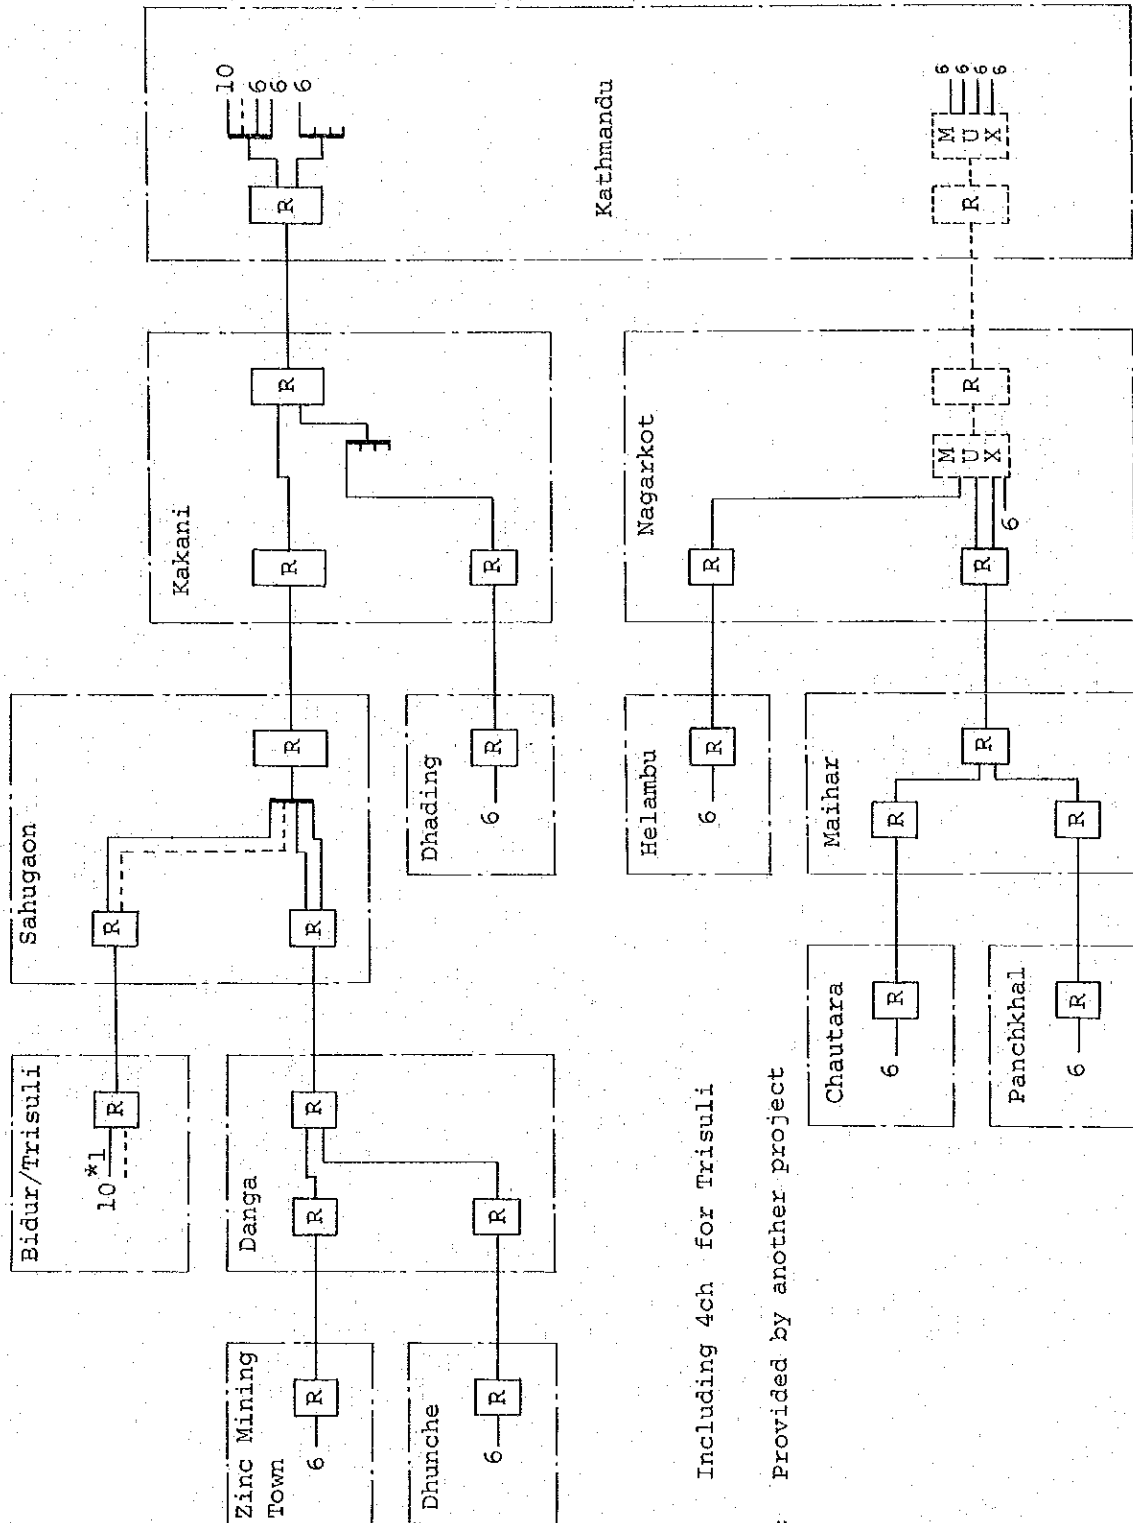 Zinc Mining
Town
6
R
Dhunche
6
R
Bidur/Trisuli
10*1
R
Danga
R
R
R
Sahugaon
R
R
R
Dhading
6
R
Kakani
R
R
R
Kathmandu
R
10
6
6
6
Helambu
6
R
Nagarkot
R
R
6
M
U
X
R
R
M
U
X
6
6
6
6
Maihar
R
R
R
Chautara
6
R
Panchkhal
6
R
Including 4ch for Trisuli
Provided by another project